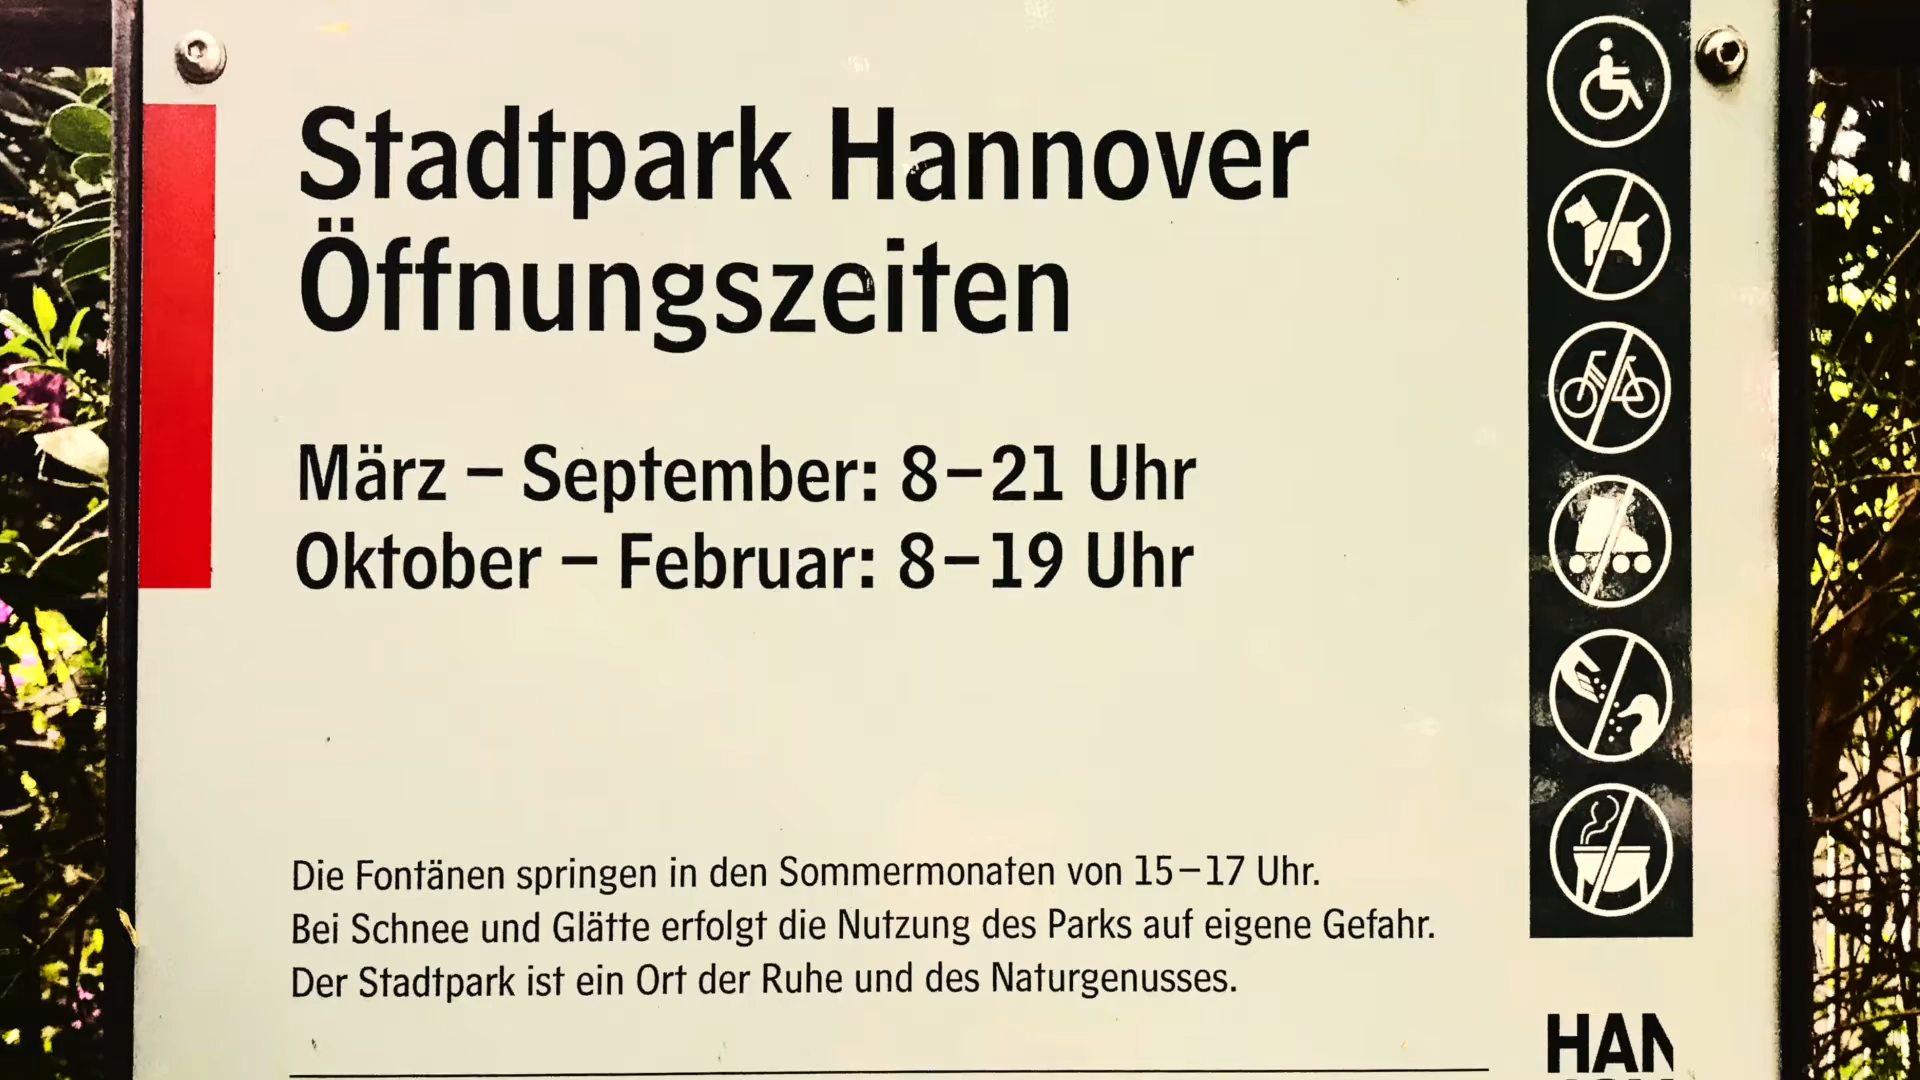 Stadtpark Hannover
Öffnungszeiten
März – September: 8–21 Uhr
Oktober – Februar: 8–19 Uhr
Die Fontänen springen in den Sommermonaten von 15–17 Uhr.
Bei Schnee und Glätte erfolgt die Nutzung des Parks auf eigene Gefahr.
Der Stadtpark ist ein Ort der Ruhe und des Naturgenusses.
HAN